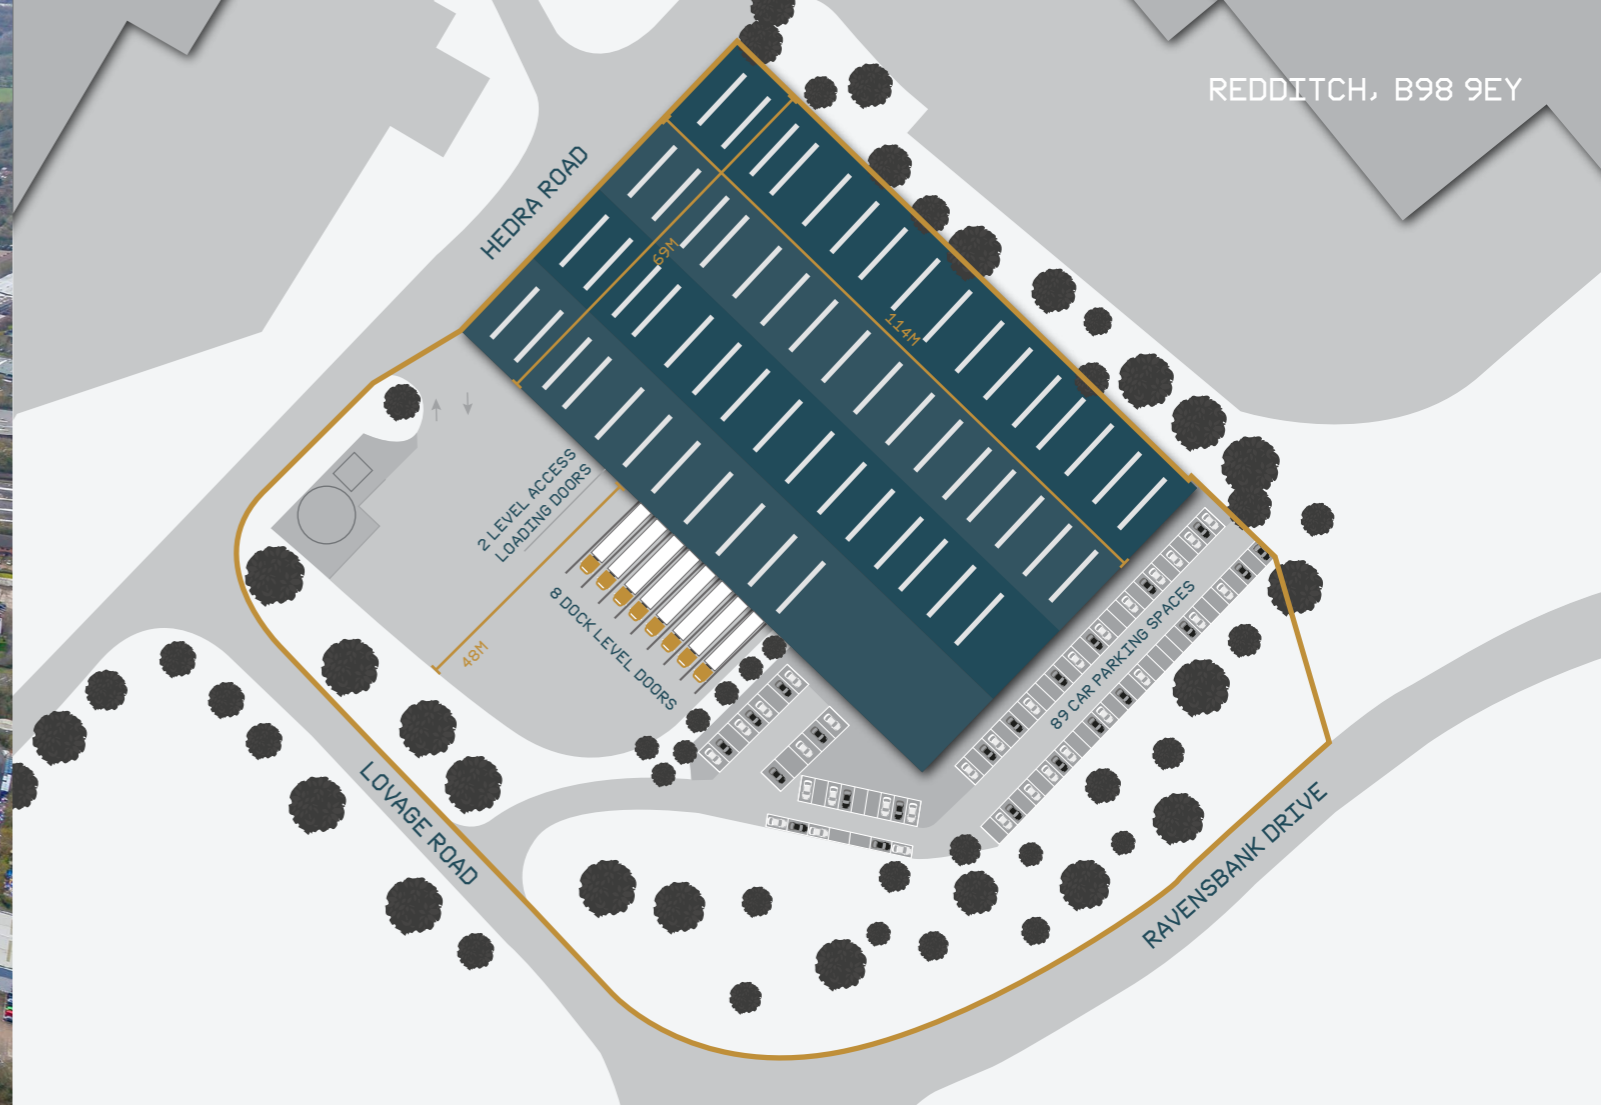 REDDITCH, B98 9EY
HEDRA ROAD
69M
114M
2 LEVEL ACCESS
LOADING DOORS
8 DOCK LEVEL DOORS
48M
89 CAR PARKING SPACES
LOVAGE ROAD
RAVENSBANK DRIVE